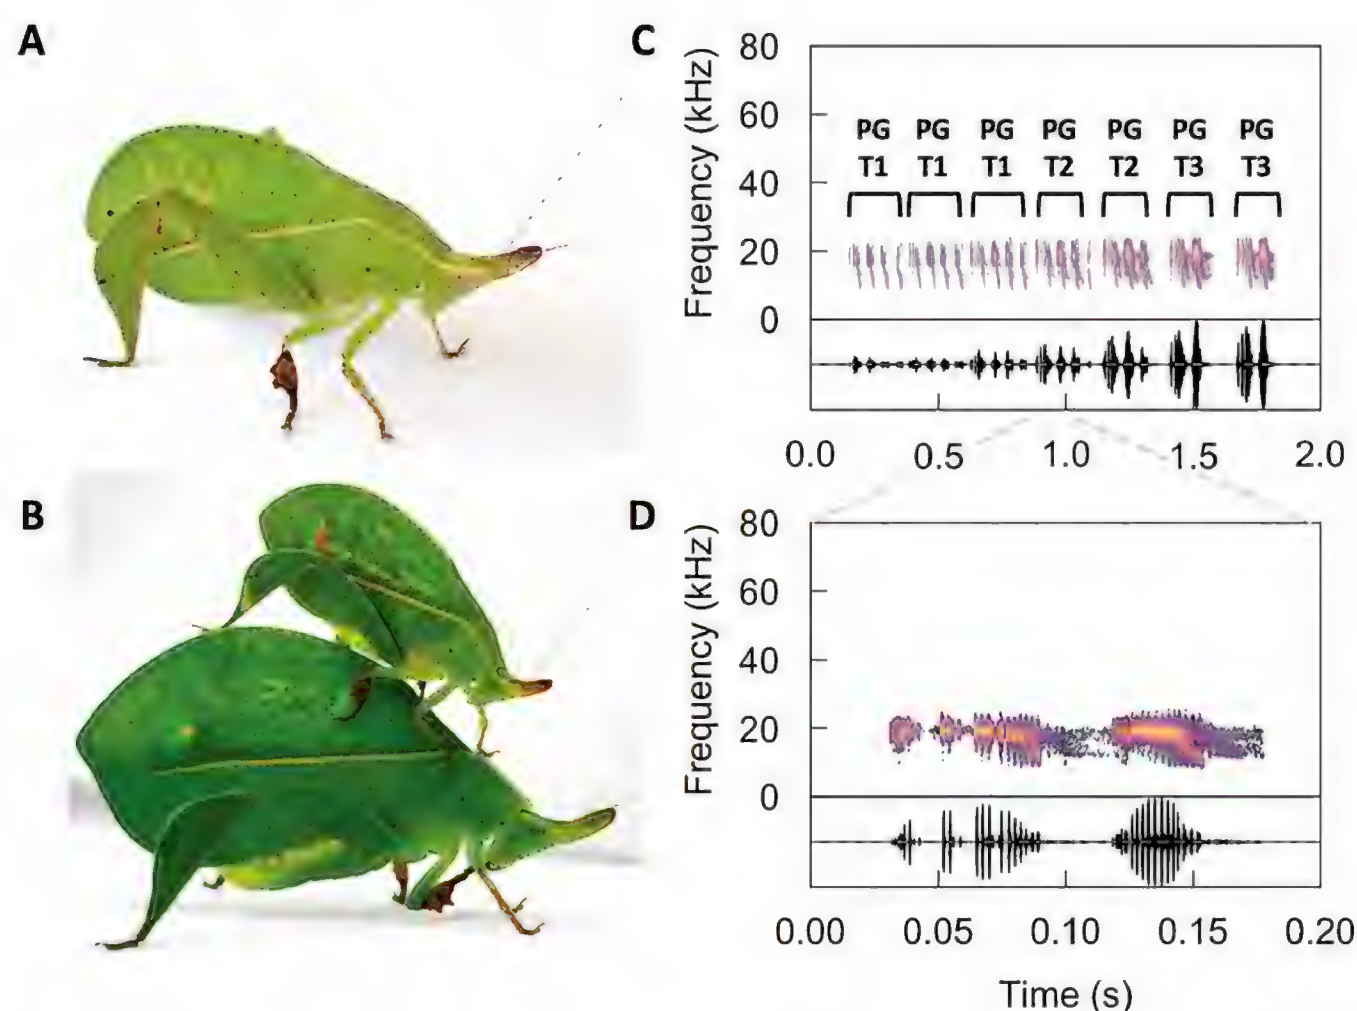 A
B
C
Frequency (kHz)
80
60
40
20
0
PG PG PG PG PG PG PG
T1 T1 T1 T2 T2 T3 T3
0.0 0.5 1.0 1.5 2.0
D
Frequency (kHz)
80
60
40
20
0
0.00 0.05 0.10 0.15 0.20
Time (s)